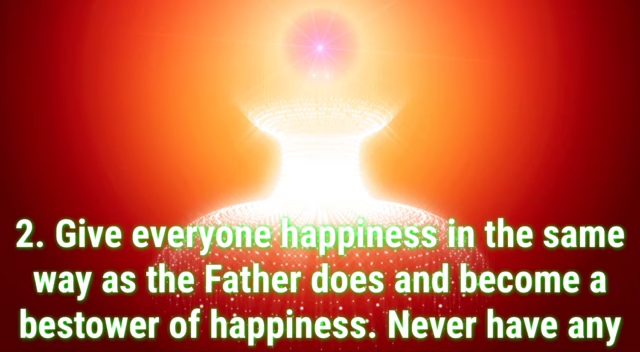 2. Give everyone happiness in the same
way as the Father does and become a
bestower of happiness. Never have any